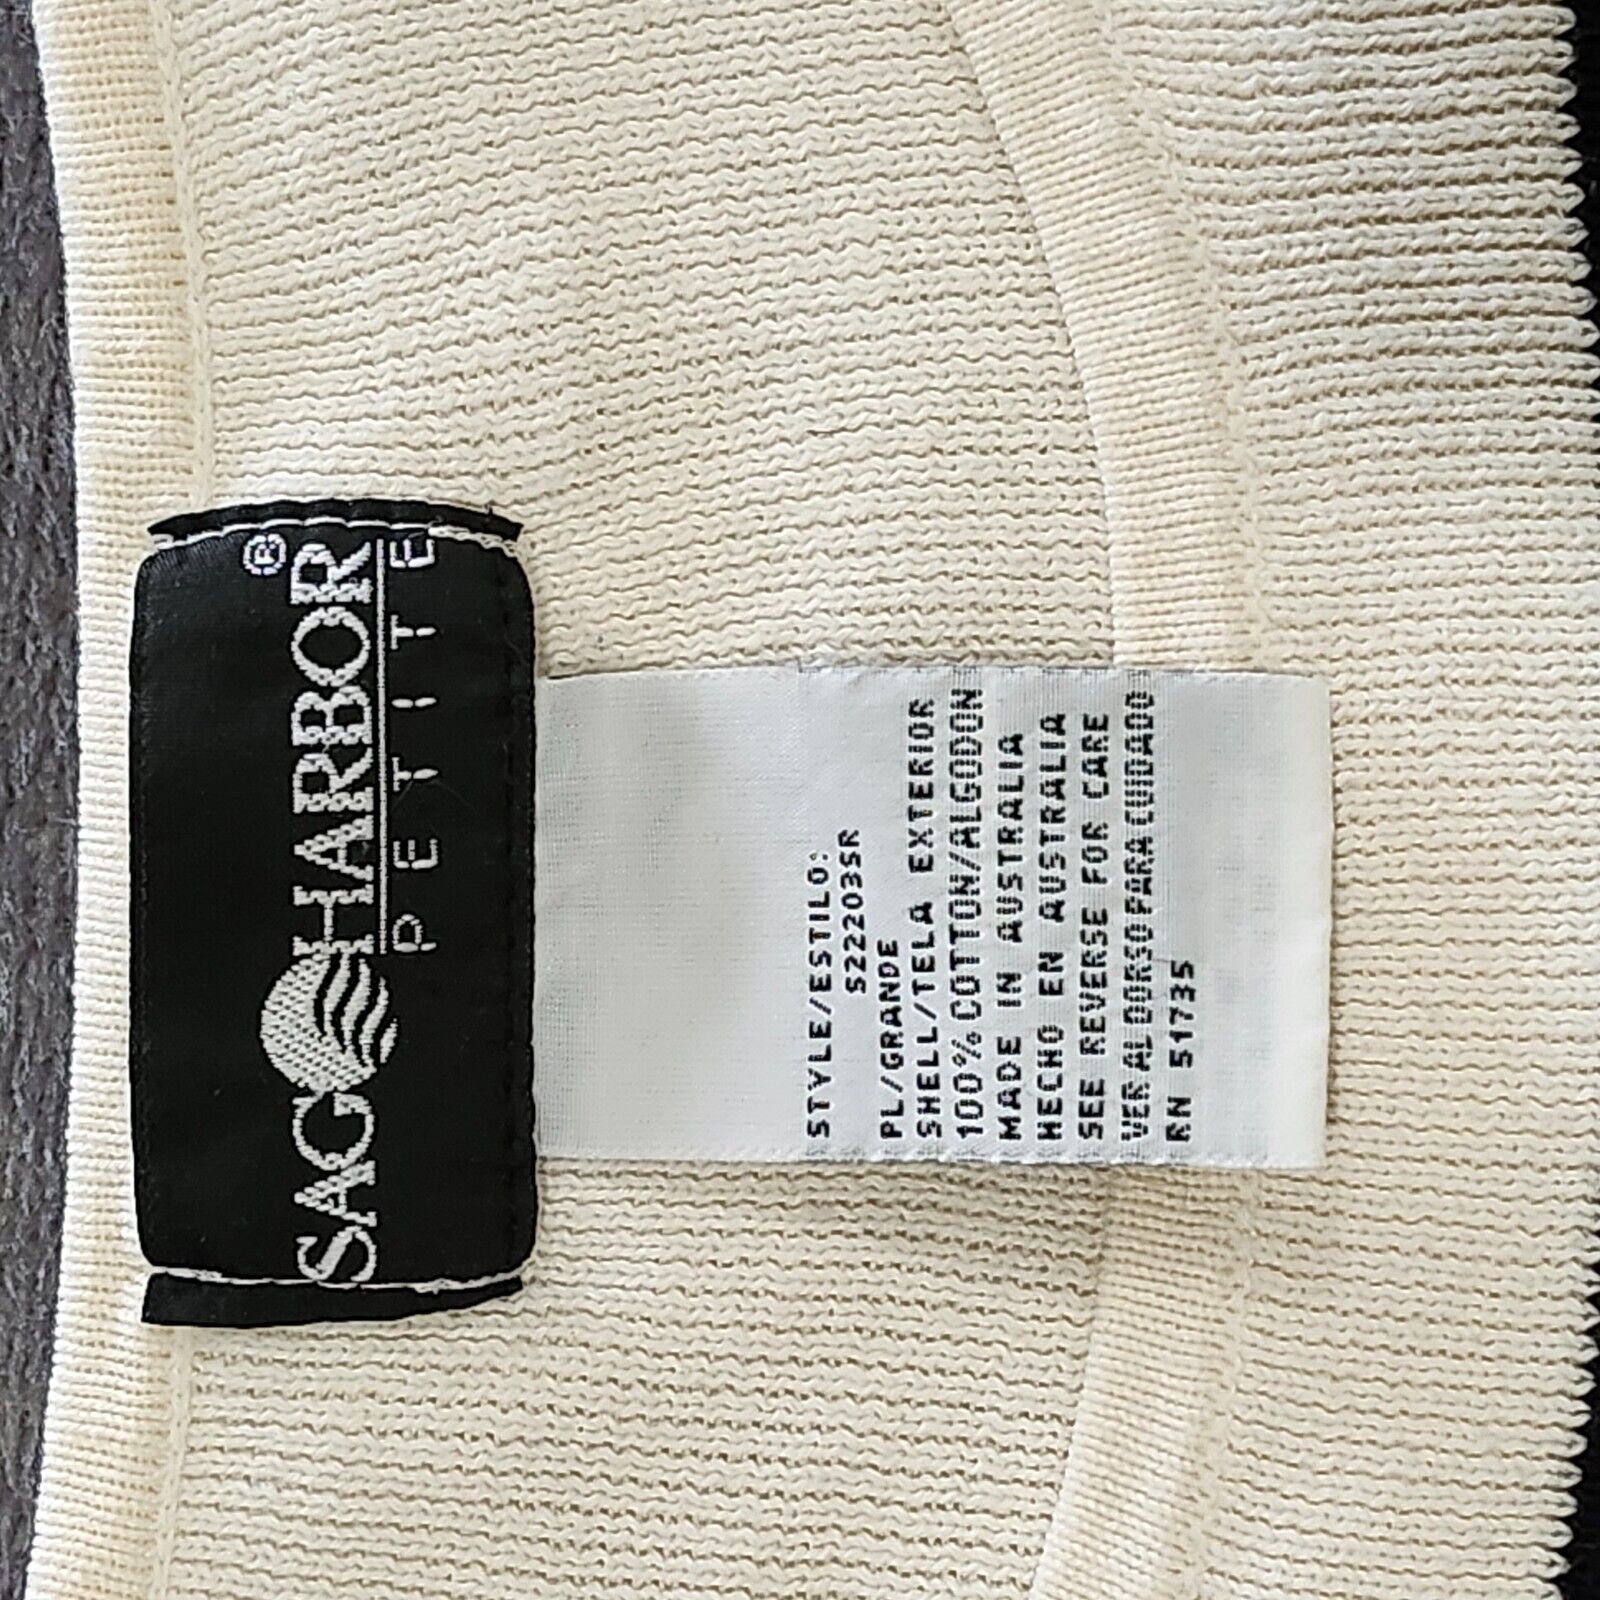 SAG HARBOR®
PETITE
STYLE/ESTILO:
S22203SR
PL/GRANDE
SHELL/TELA EXTERIOR
100% COTTON/ALGODON
MADE IN AUSTRALIA
HECHO EN AUSTRALIA
SEE REVERSE FOR CARE
VER AL DORSO PARA CUIDADO
RN 51735